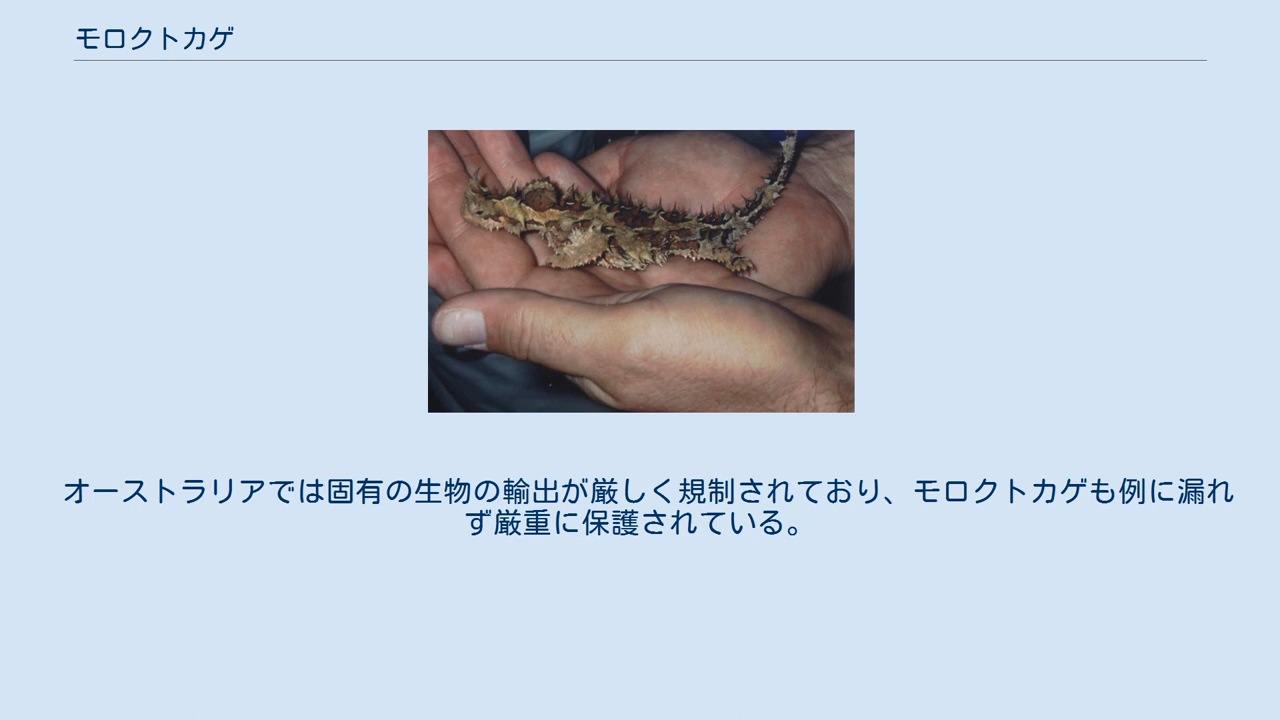 モロクトカゲ
オーストラリアでは固有の生物の輸出が厳しく規制されており、モロクトカゲも例に漏れ
ず厳重に保護されている。